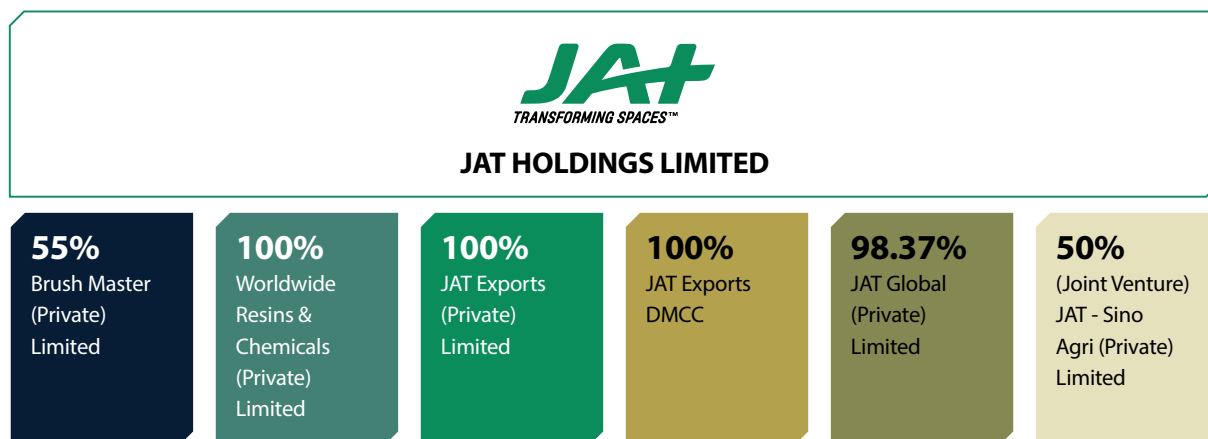 JAT
TRANSFORMING SPACES™
JAT HOLDINGS LIMITED
55%
Brush Master
(Private)
Limited
100%
Worldwide
Resins &
Chemicals
(Private)
Limited
100%
JAT Exports
(Private)
Limited
100%
JAT Exports
DMCC
98.37%
JAT Global
(Private)
Limited
50%
(Joint Venture)
JAT - Sino
Agri (Private)
Limited